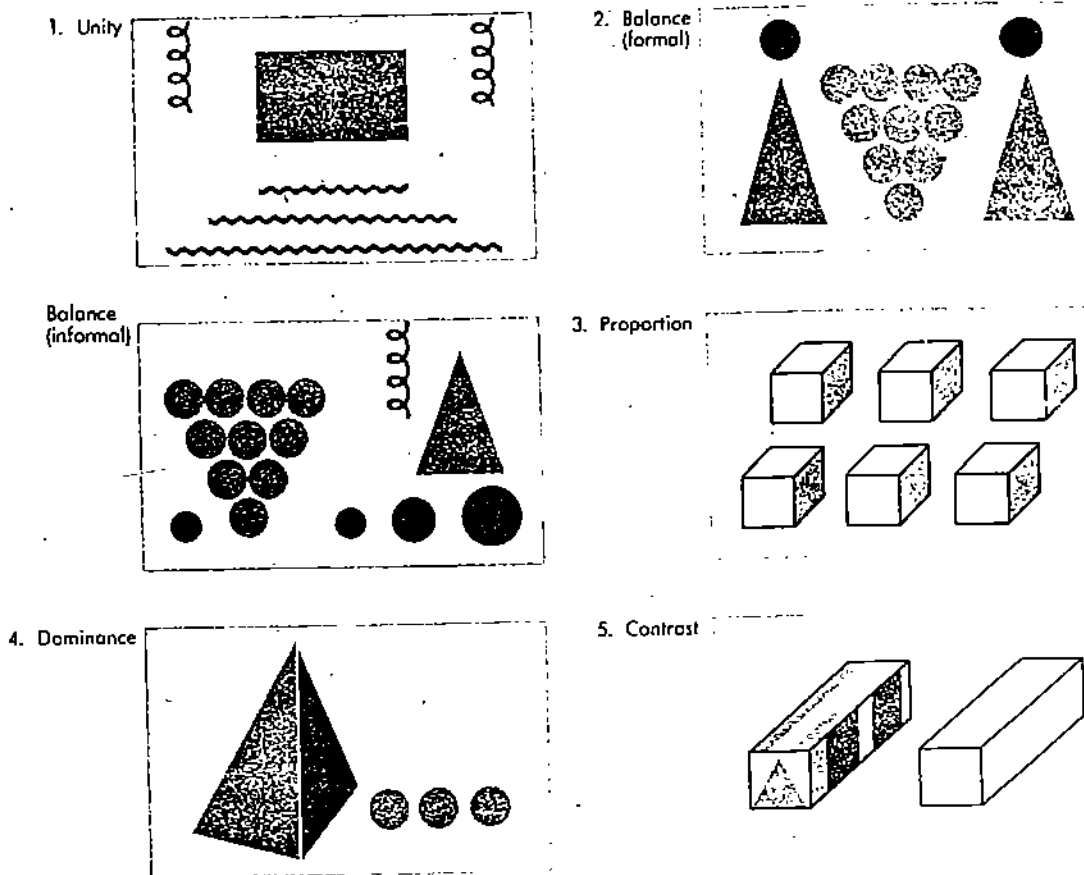 1. Unity
2. Balance
(formal)
Balance
(informal)
3. Proportion
4. Dominance
5. Contrast